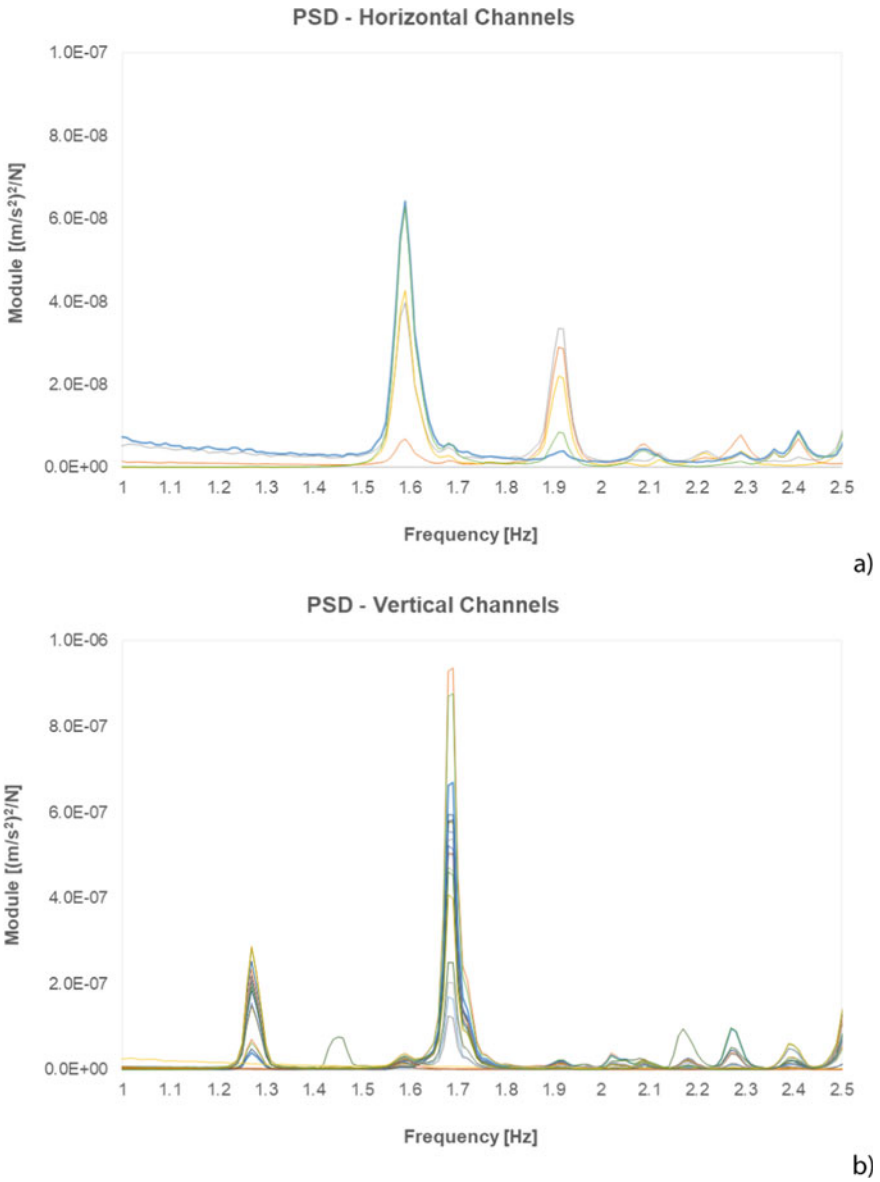 PSD - Horizontal Channels
1.0E-07
8.0E-08
6.0E-08
4.0E-08
2.0E-08
0.0E+00
Module [(m/s²)²/N]
1 1.1 1.2 1.3 1.4 1.5 1.6 1.7 1.8 1.9 2 2.1 2.2 2.3 2.4 2.5
Frequency [Hz]
a)
PSD - Vertical Channels
1.0E-06
8.0E-07
6.0E-07
4.0E-07
2.0E-07
0.0E+00
Module [(m/s²)²/N]
1 1.1 1.2 1.3 1.4 1.5 1.6 1.7 1.8 1.9 2 2.1 2.2 2.3 2.4 2.5
Frequency [Hz]
b)